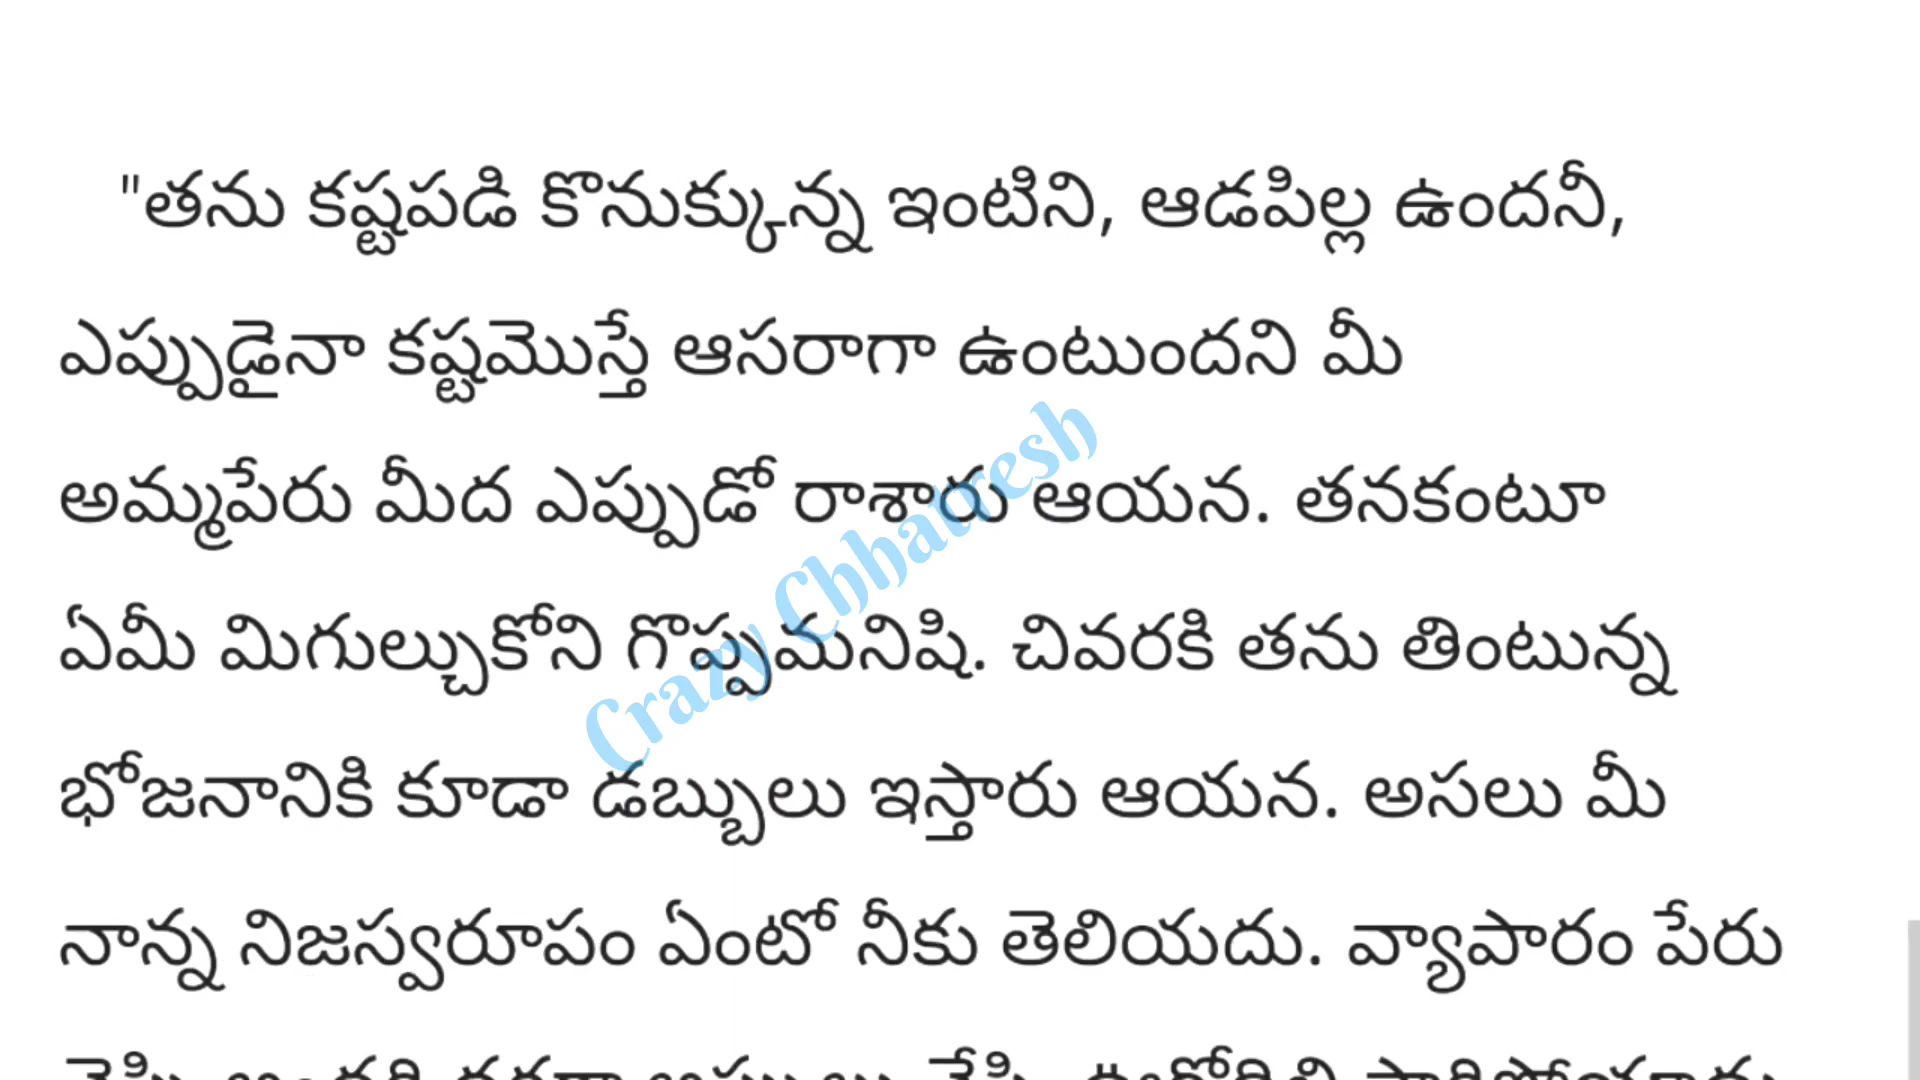 "తను కష్టపడి కొనుక్కున్న ఇంటిని, ఆడపిల్ల ఉందనీ,
ఎప్పుడైనా కష్టమొస్తే ఆసరాగా ఉంటుందని మీ
అమ్మపేరు మీద ఎప్పుడో రాశారు ఆయన. తనకంటూ
ఏమీ మిగుల్చుకోని గొప్పమనిషి. చివరకి తను తింటున్న
భోజనానికి కూడా డబ్బులు ఇస్తారు ఆయన. అసలు మీ
నాన్న నిజస్వరూపం ఏంటో నీకు తెలియదు. వ్యాపారం పేరు
Crazy Chhatresh